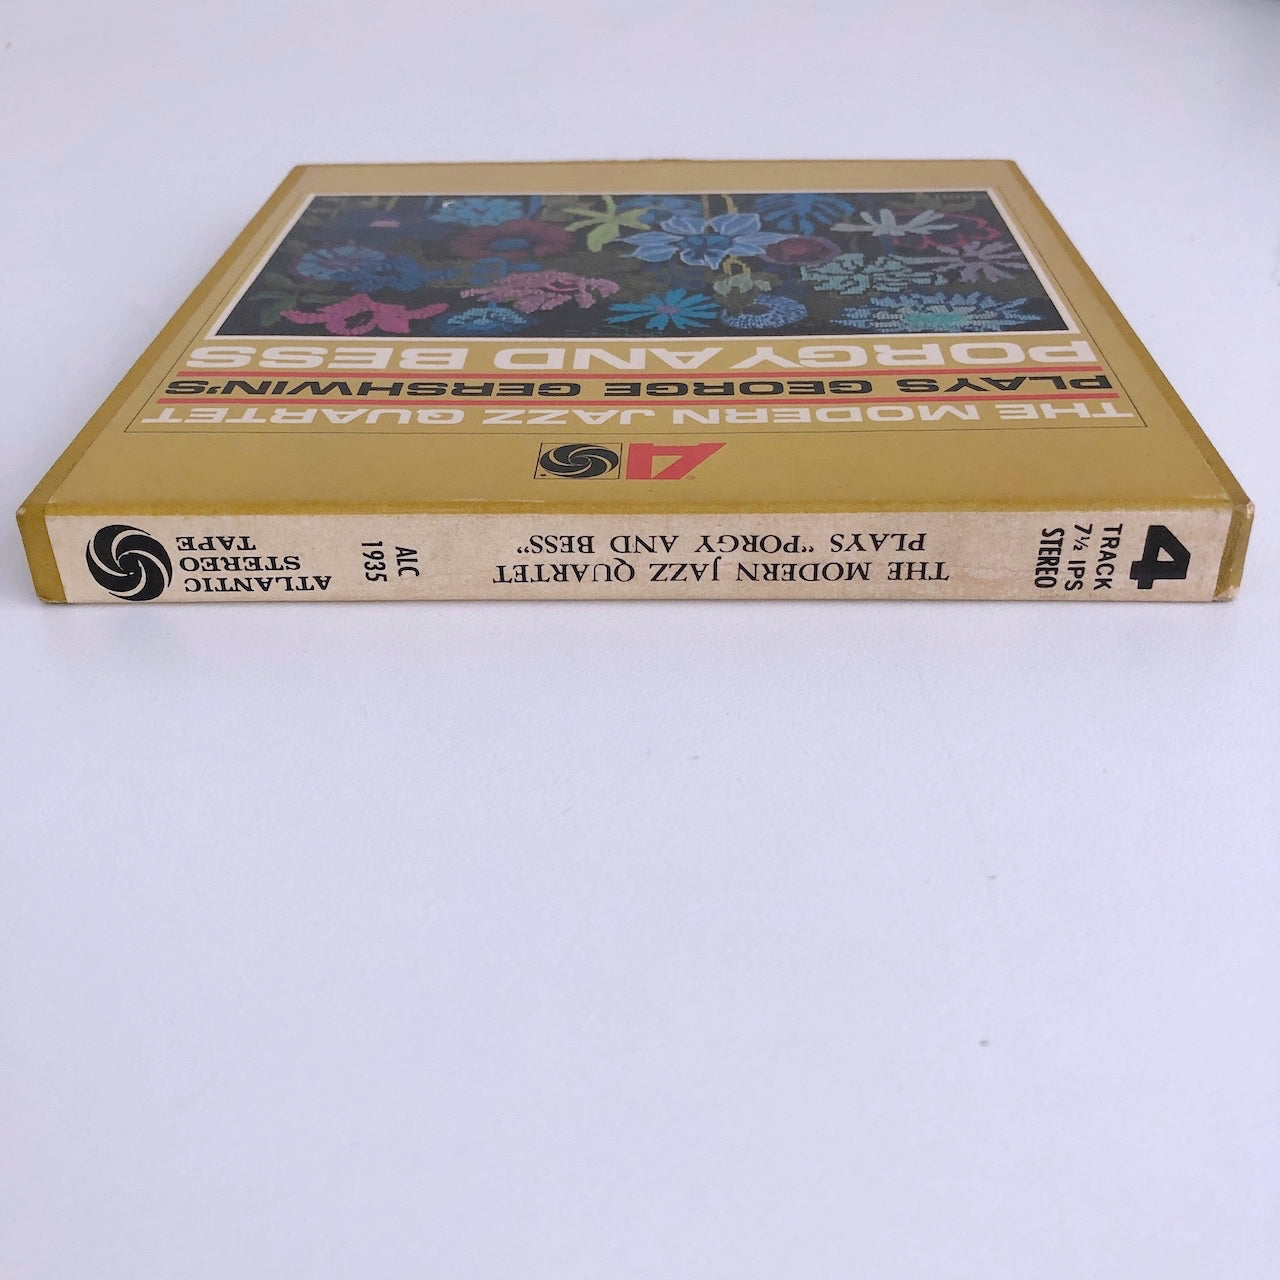 THE MODERN JAZZ QUARTET
PLAYS GEORGE GERSHWIN'S
PORGY AND BESS
4
TRACK
7½ IPS
STEREO
THE MODERN JAZZ QUARTET
PLAYS "PORGY AND BESS"
ALC
1935
ATLANTIC
STEREO
TAPE